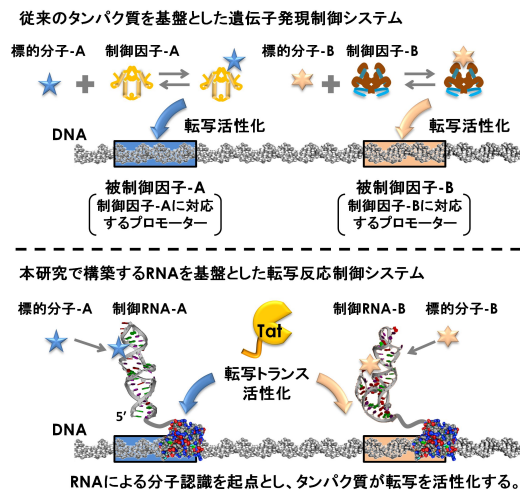 従来のタンパク質を基盤とした遺伝子発現制御システム
標的分子-A 制御因子-A 標的分子-B 制御因子-B
転写活性化 転写活性化
DNA
被制御因子-A 被制御因子-B
制御因子-Aに対応 制御因子-Bに対応
するプロモーター するプロモーター
本研究で構築するRNAを基盤とした転写反応制御システム
標的分子-A 制御RNA-A 制御RNA-B 標的分子-B
Tat
転写トランス
活性化
5'
DNA
RNAによる分子認識を起点とし、タンパク質が転写を活性化する。